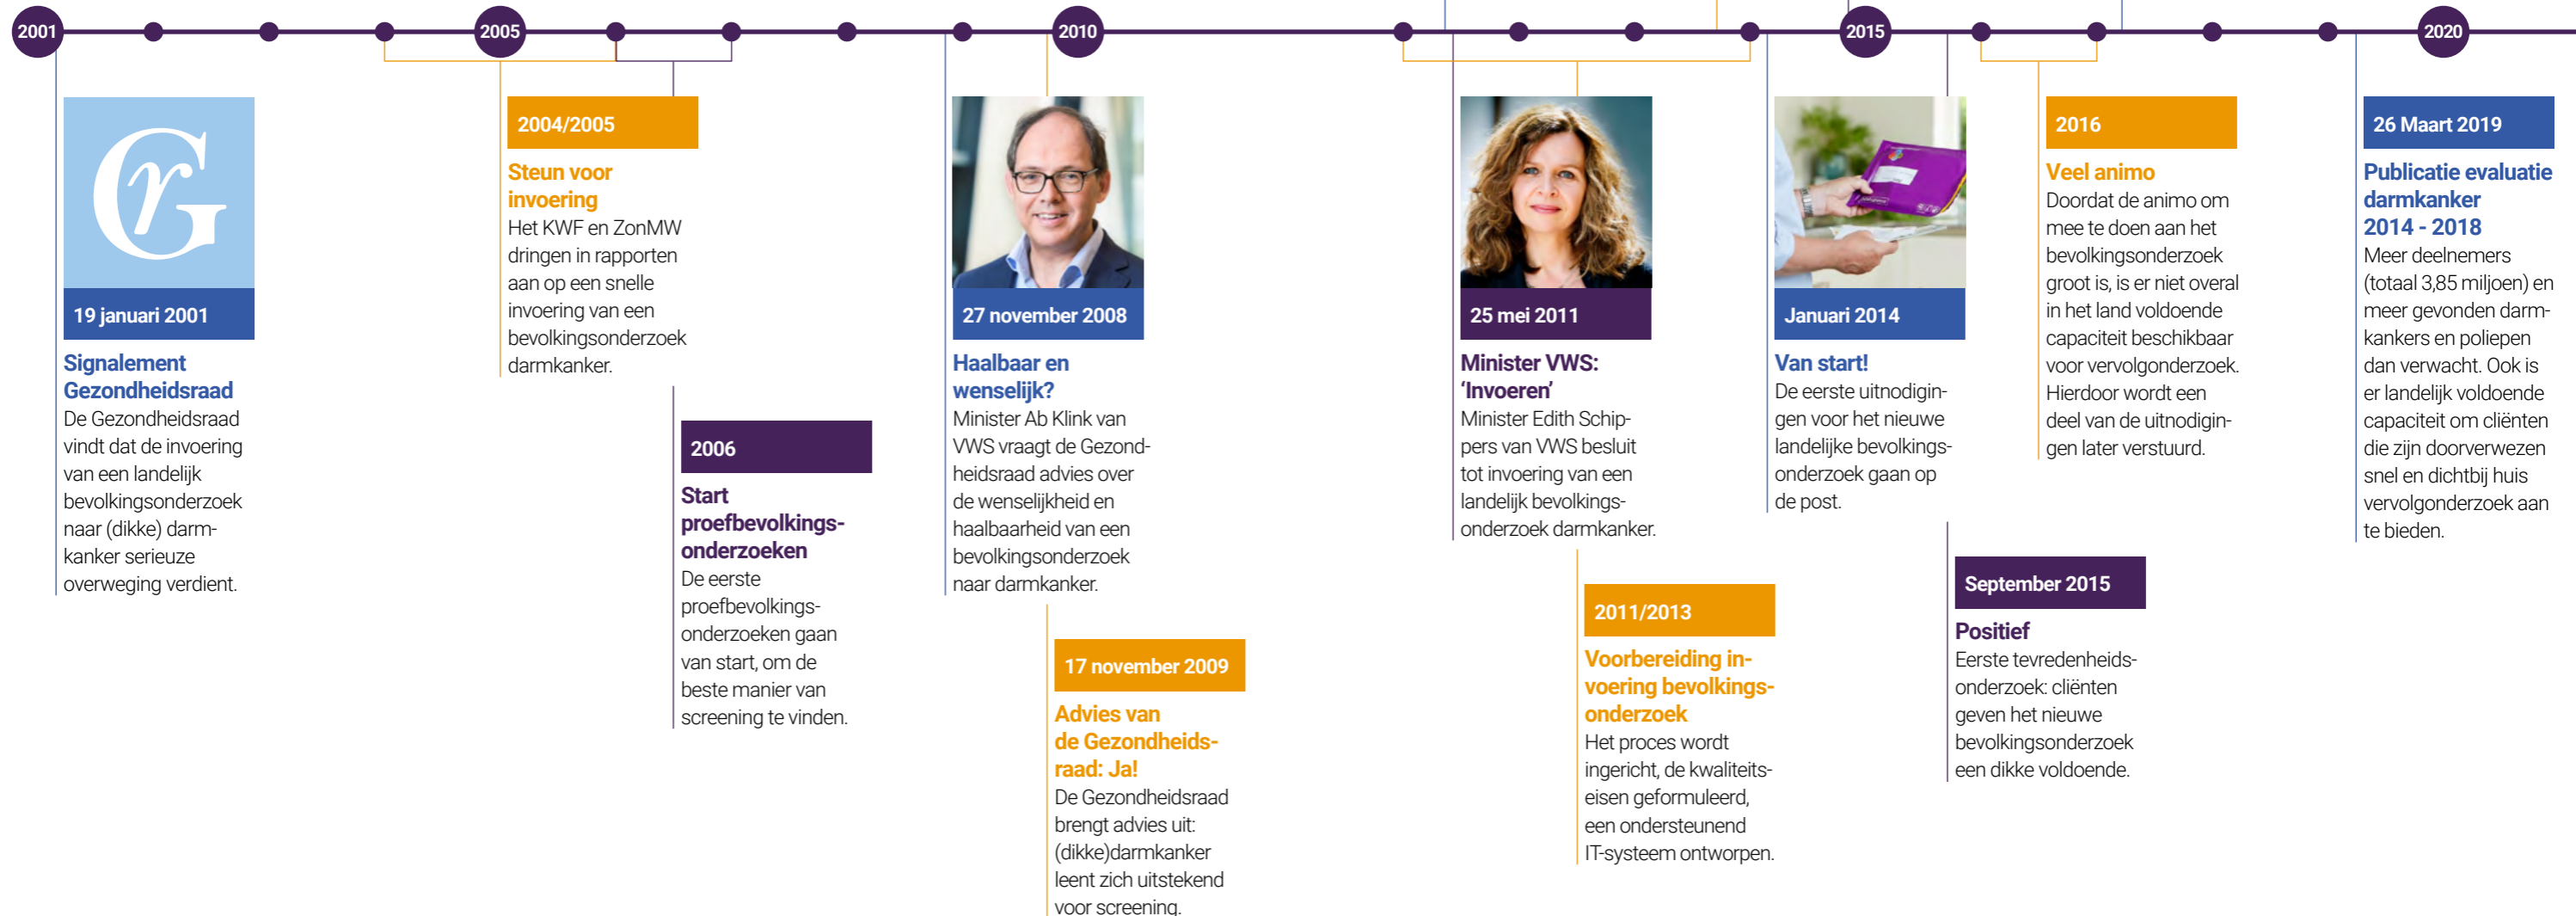 2001
2005
2010
2015
2020
Gr
19 januari 2001
Signalement
Gezondheidsraad
De Gezondheidsraad
vindt dat de invoering
van een landelijk
bevolkingsonderzoek
naar (dikke) darm-
kanker serieuze
overweging verdient.
2004/2005
Steun voor
invoering
Het KWF en ZonMW
dringen in rapporten
aan op een snelle
invoering van een
bevolkingsonderzoek
darmkanker.
2006
Start
proefbevolkings-
onderzoeken
De eerste
proefbevolkings-
onderzoeken gaan
van start, om de
beste manier van
screening te vinden.
27 november 2008
Haalbaar en
wenselijk?
Minister Ab Klink van
VWS vraagt de Gezond-
heidsraad advies over
de wenselijkheid en
haalbaarheid van een
bevolkingsonderzoek
naar darmkanker.
17 november 2009
Advies van
de Gezondheids-
raad: Ja!
De Gezondheidsraad
brengt advies uit:
(dikke)darmkanker
leent zich uitstekend
voor screening.
25 mei 2011
Minister VWS:
‘Invoeren’
Minister Edith Schip-
pers van VWS besluit
tot invoering van een
landelijk bevolkings-
onderzoek darmkanker.
2011/2013
Voorbereiding in-
voering bevolkings-
onderzoek
Het proces wordt
ingericht, de kwaliteits-
eisen geformuleerd,
een ondersteunend
IT-systeem ontworpen.
Januari 2014
Van start!
De eerste uitnodigin-
gen voor het nieuwe
landelijke bevolkings-
onderzoek gaan op
de post.
September 2015
Positief
Eerste tevredenheids-
onderzoek: cliënten
geven het nieuwe
bevolkingsonderzoek
een dikke voldoende.
2016
Veel animo
Doordat de animo om
mee te doen aan het
bevolkingsonderzoek
groot is, is er niet overal
in het land voldoende
capaciteit beschikbaar
voor vervolgonderzoek.
Hierdoor wordt een
deel van de uitnodigin-
gen later verstuurd.
26 Maart 2019
Publicatie evaluatie
darmkanker
2014 - 2018
Meer deelnemers
(totaal 3,85 miljoen) en
meer gevonden darm-
kankers en poliepen
dan verwacht. Ook is
er landelijk voldoende
capaciteit om cliënten
die zijn doorverwezen
snel en dichtbij huis
vervolgonderzoek aan
te bieden.